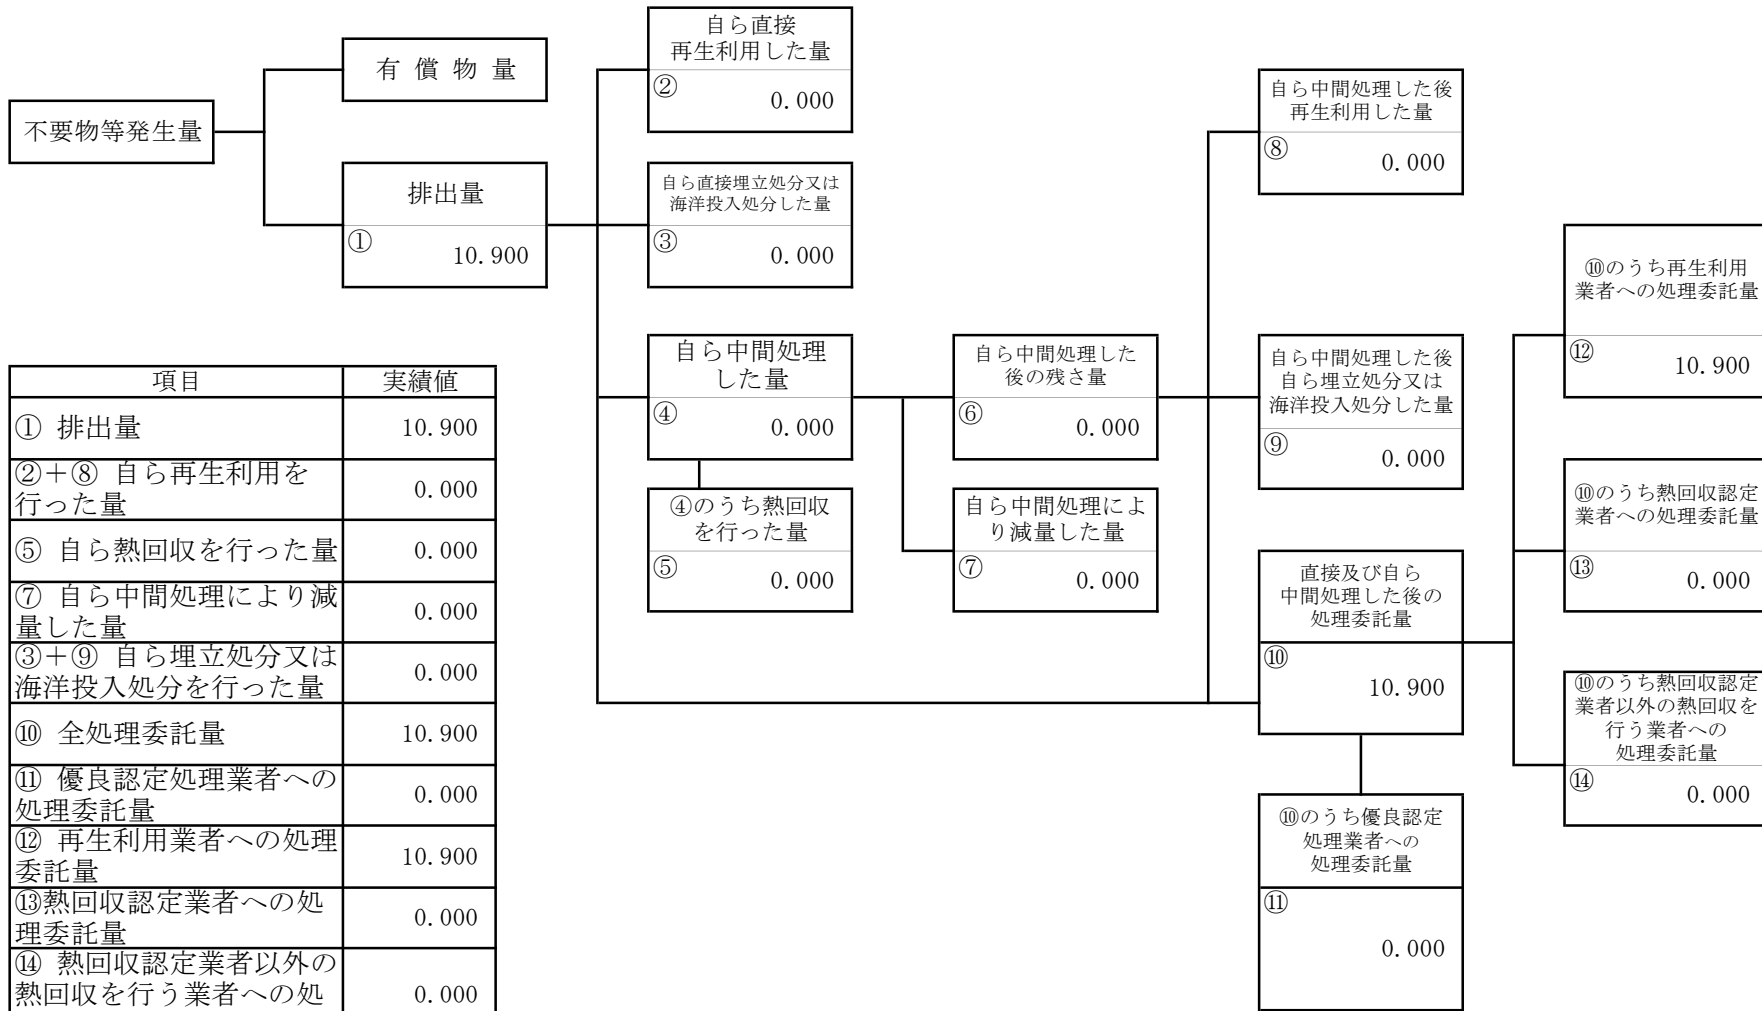 不要物等発生量
有償物量
排出量
①
10.900
自ら直接
再生利用した量
②
0.000
自ら直接埋立処分又は
海洋投入処分した量
③
0.000
自ら中間処理
した量
④
0.000
④のうち熱回収
を行った量
⑤
0.000
自ら中間処理した
後の残さ量
⑥
0.000
自ら中間処理によ
り減量した量
⑦
0.000
自ら中間処理した後
再生利用した量
⑧
0.000
自ら中間処理した後
自ら埋立処分又は
海洋投入処分した量
⑨
0.000
直接及び自ら
中間処理した後の
処理委託量
⑩
10.900
⑩のうち優良認定
処理業者への
処理委託量
⑪
0.000
⑩のうち再生利用
業者への処理委託量
⑫
10.900
⑩のうち熱回収認定
業者への処理委託量
⑬
0.000
⑩のうち熱回収認定
業者以外の熱回収を
行う業者への
処理委託量
⑭
0.000
項目 実績値
① 排出量 10.900
②＋⑧ 自ら再生利用を
行った量 0.000
⑤ 自ら熱回収を行った量 0.000
⑦ 自ら中間処理により減
量した量 0.000
③＋⑨ 自ら埋立処分又は
海洋投入処分を行った量 0.000
⑩ 全処理委託量 10.900
⑪ 優良認定処理業者への
処理委託量 0.000
⑫ 再生利用業者への処理
委託量 10.900
⑬熱回収認定業者への処
理委託量 0.000
⑭ 熱回収認定業者以外の
熱回収を行う業者への処 0.000